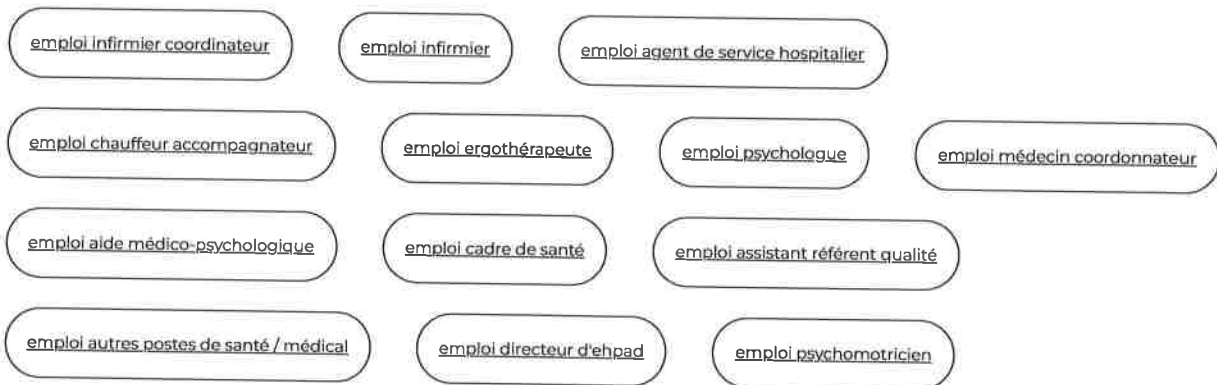 emploi infirmier coordinateur
emploi infirmier
emploi agent de service hospitalier
emploi chauffeur accompagnateur
emploi ergothérapeute
emploi psychologue
emploi médecin coordonnateur
emploi aide médico-psychologique
emploi cadre de santé
emploi assistant référent qualité
emploi autres postes de santé / médical
emploi directeur d'ehpad
emploi psychomotricien